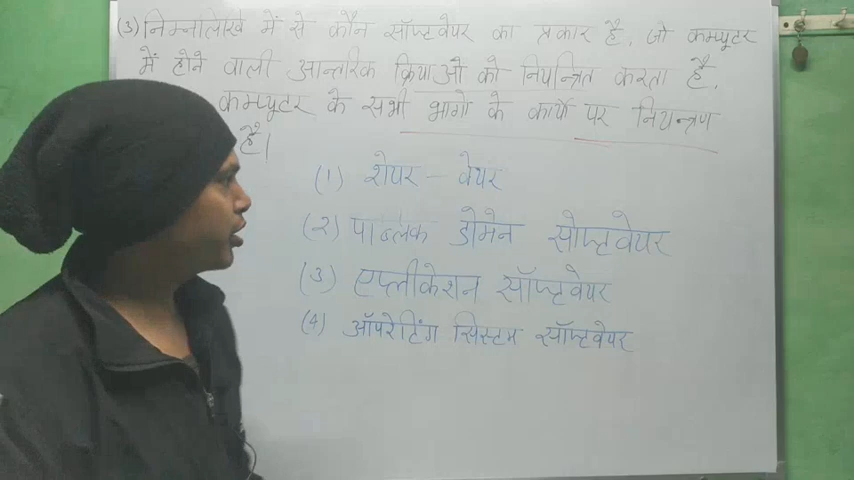 (3) निम्नलिखे में से कौन सॉफ्टवेयर का प्रकार है, जो कम्प्यूटर
में होने वाली आन्तरिक क्रियाओं को नियन्त्रित करता है,
कम्प्यूटर के सभी भागो के कार्यो पर नियन्त्रण
है।
(1) शेयर - वेयर
(2) पाब्लिक डोमेन सोफ्टवेयर
(3) एप्लीकेशन सॉफ्टवेयर
(4) ऑपरेटिंग सिस्टम सॉफ्टवेयर